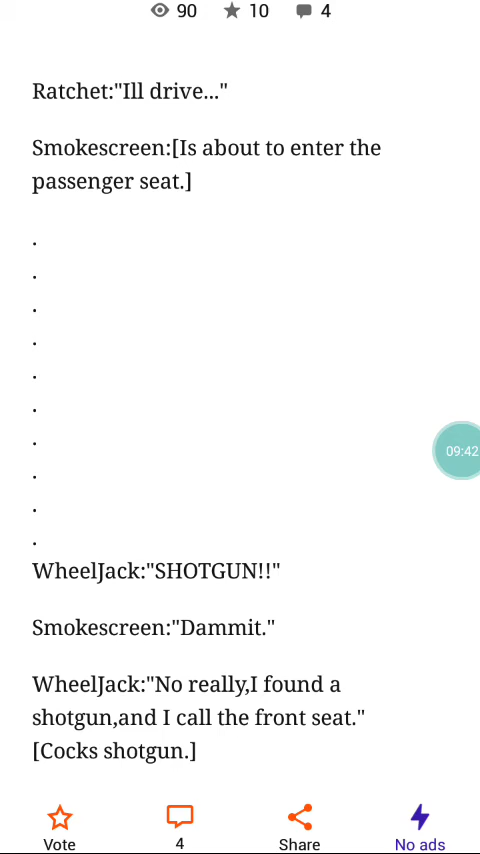 90 10 4
Ratchet:"Ill drive..."
Smokescreen:[Is about to enter the
passenger seat.]
.
.
.
.
.
.
.
.
.
.
09:42
WheelJack:"SHOTGUN!!"
Smokescreen:"Dammit."
WheelJack:"No really,I found a
shotgun,and I call the front seat."
[Cocks shotgun.]
Vote 4 Share No ads